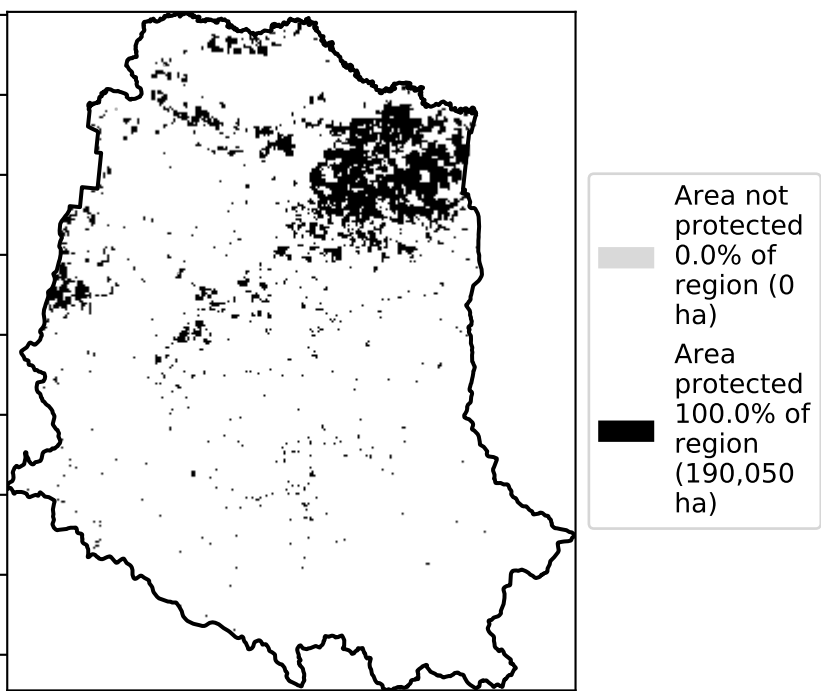 Area not
protected
0.0% of
region (0
ha)
Area
protected
100.0% of
region
(190,050
ha)